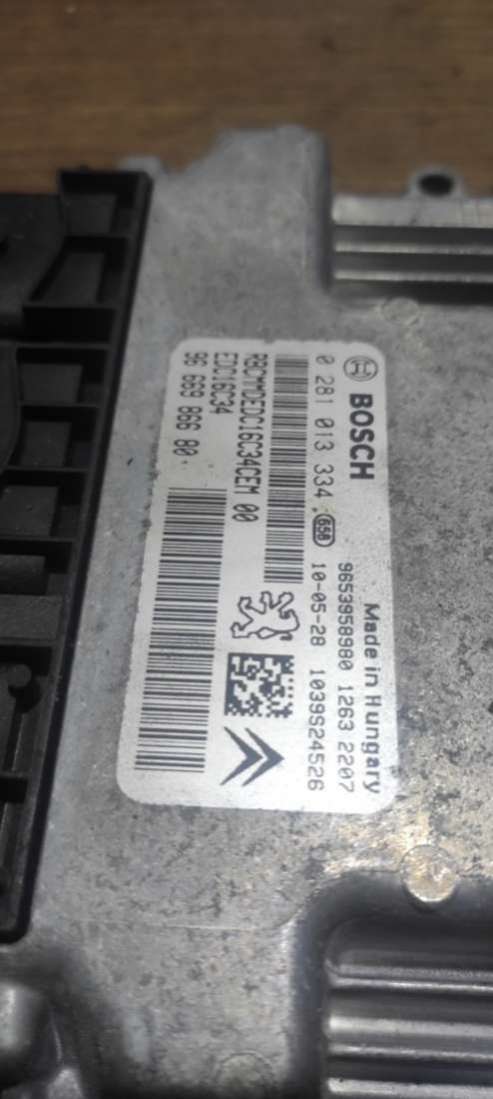 BOSCH
Made in Hungary
9653958980 1263 2207
0 281 013 334 . 658 10-05-28 1039S24526
RBCMMDEDC16C34CEM 00
EDC16C34
96 669 866 80.